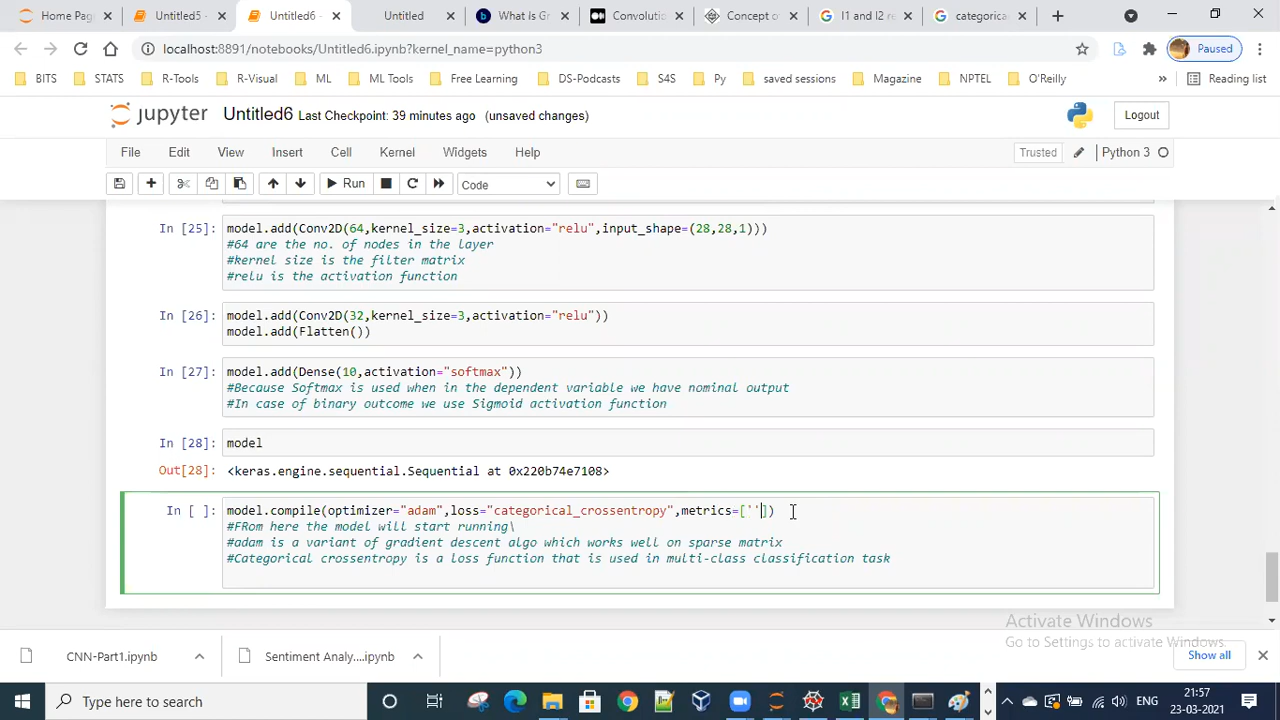 Home Pag
Untitled5 -
Untitled6 -
Untitled
What is Gr
Convolutic
Concept o
l1 and l2 re
categorica
localhost:8891/notebooks/Untitled6.ipynb?kernel_name=python3
Paused
BITS
STATS
R-Tools
R-Visual
ML
ML Tools
Free Learning
DS-Podcasts
S4S
Py
saved sessions
Magazine
NPTEL
O'Reilly
»
Reading list
jupyter Untitled6 Last Checkpoint: 39 minutes ago (unsaved changes)
Logout
File Edit View Insert Cell Kernel Widgets Help
Trusted
Python 3
Run
Code
In [25]: model.add(Conv2D(64,kernel_size=3,activation="relu",input_shape=(28,28,1)))
#64 are the no. of nodes in the layer
#kernel size is the filter matrix
#relu is the activation function
In [26]: model.add(Conv2D(32,kernel_size=3,activation="relu"))
model.add(Flatten())
In [27]: model.add(Dense(10,activation="softmax"))
#Because Softmax is used when in the dependent variable we have nominal output
#In case of binary outcome we use Sigmoid activation function
In [28]: model
Out[28]: <keras.engine.sequential.Sequential at 0x220b74e7108>
In [ ]: model.compile(optimizer="adam",loss="categorical_crossentropy",metrics=[''])
#FRom here the model will start running\
#adam is a variant of gradient descent algo which works well on sparse matrix
#Categorical crossentropy is a loss function that is used in multi-class classification task
Activate Windows
Go to Settings to activate Windows.
CNN-Part1.ipynb
Sentiment Analy....ipynb
Show all
Type here to search
ENG
21:57
23-03-2021